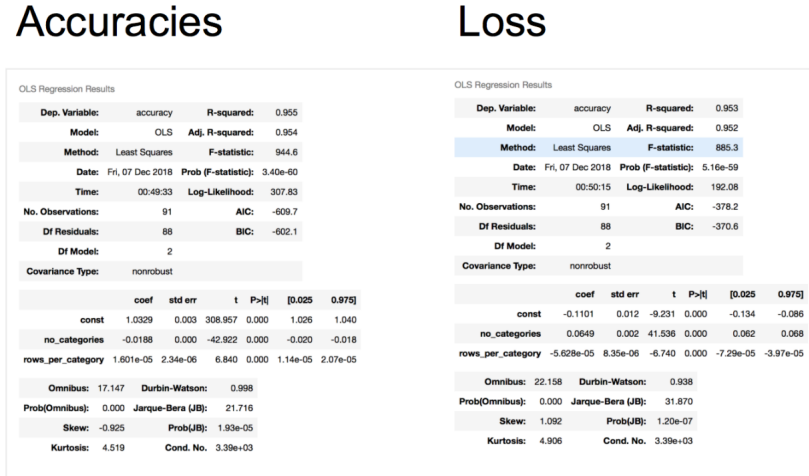 Accuracies
OLS Regression Results
Dep. Variable: accuracy R-squared: 0.955
Model: OLS Adj. R-squared: 0.954
Method: Least Squares F-statistic: 944.6
Date: Fri, 07 Dec 2018 Prob (F-statistic): 3.40e-60
Time: 00:49:33 Log-Likelihood: 307.83
No. Observations: 91 AIC: -609.7
Df Residuals: 88 BIC: -602.1
Df Model: 2
Covariance Type: nonrobust
coef std err t P>|t| [0.025 0.975]
const 1.0329 0.003 308.957 0.000 1.026 1.040
no_categories -0.0188 0.000 -42.922 0.000 -0.020 -0.018
rows_per_category 1.601e-05 2.34e-06 6.840 0.000 1.14e-05 2.07e-05
Omnibus: 17.147 Durbin-Watson: 0.998
Prob(Omnibus): 0.000 Jarque-Bera (JB): 21.716
Skew: -0.925 Prob(JB): 1.93e-05
Kurtosis: 4.519 Cond. No. 3.39e+03
Loss
OLS Regression Results
Dep. Variable: accuracy R-squared: 0.953
Model: OLS Adj. R-squared: 0.952
Method: Least Squares F-statistic: 885.3
Date: Fri, 07 Dec 2018 Prob (F-statistic): 5.16e-59
Time: 00:50:15 Log-Likelihood: 192.08
No. Observations: 91 AIC: -378.2
Df Residuals: 88 BIC: -370.6
Df Model: 2
Covariance Type: nonrobust
coef std err t P>|t| [0.025 0.975]
const -0.1101 0.012 -9.231 0.000 -0.134 -0.086
no_categories 0.0649 0.002 41.536 0.000 0.062 0.068
rows_per_category -5.628e-05 8.35e-06 -6.740 0.000 -7.29e-05 -3.97e-05
Omnibus: 22.158 Durbin-Watson: 0.938
Prob(Omnibus): 0.000 Jarque-Bera (JB): 31.870
Skew: 1.092 Prob(JB): 1.20e-07
Kurtosis: 4.906 Cond. No. 3.39e+03